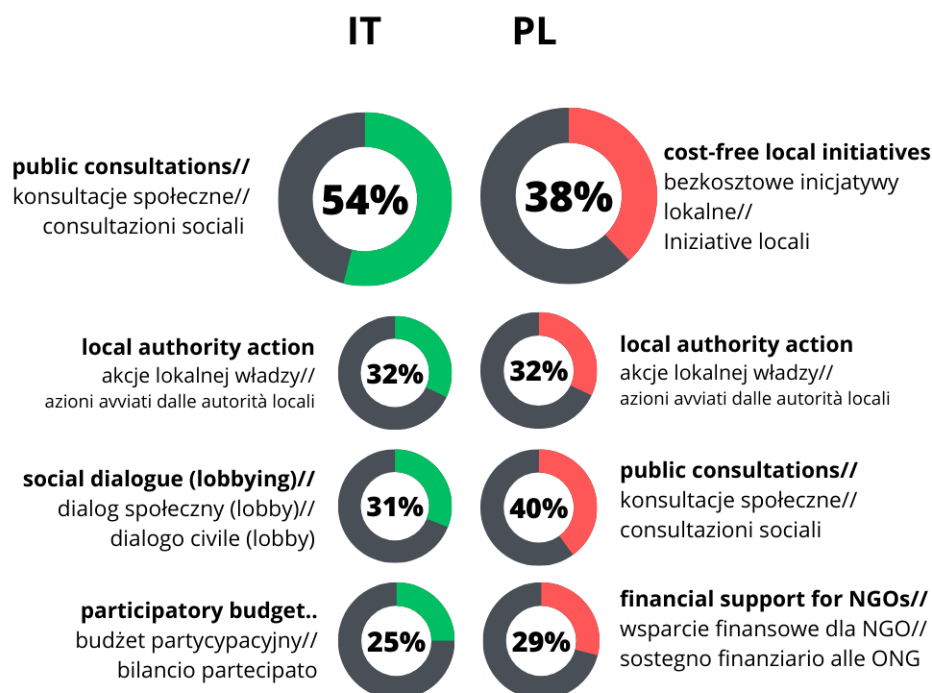 IT
PL
public consultations//
konsultacje społeczne//
consultazioni sociali
54%
38%
cost-free local initiatives
bezkosztowe inicjatywy
lokalne//
Iniziative locali
local authority action
akcje lokalnej władzy//
azioni avviati dalle autorità locali
32%
32%
local authority action
akcje lokalnej władzy//
azioni avviati dalle autorità locali
social dialogue (lobbying)//
dialog społeczny (lobby)//
dialogo civile (lobby)
31%
40%
public consultations//
konsultacje społeczne//
consultazioni sociali
participatory budget..
budżet partycypacyjny//
bilancio partecipato
25%
29%
financial support for NGOs//
wsparcie finansowe dla NGO//
sostegno finanziario alle ONG